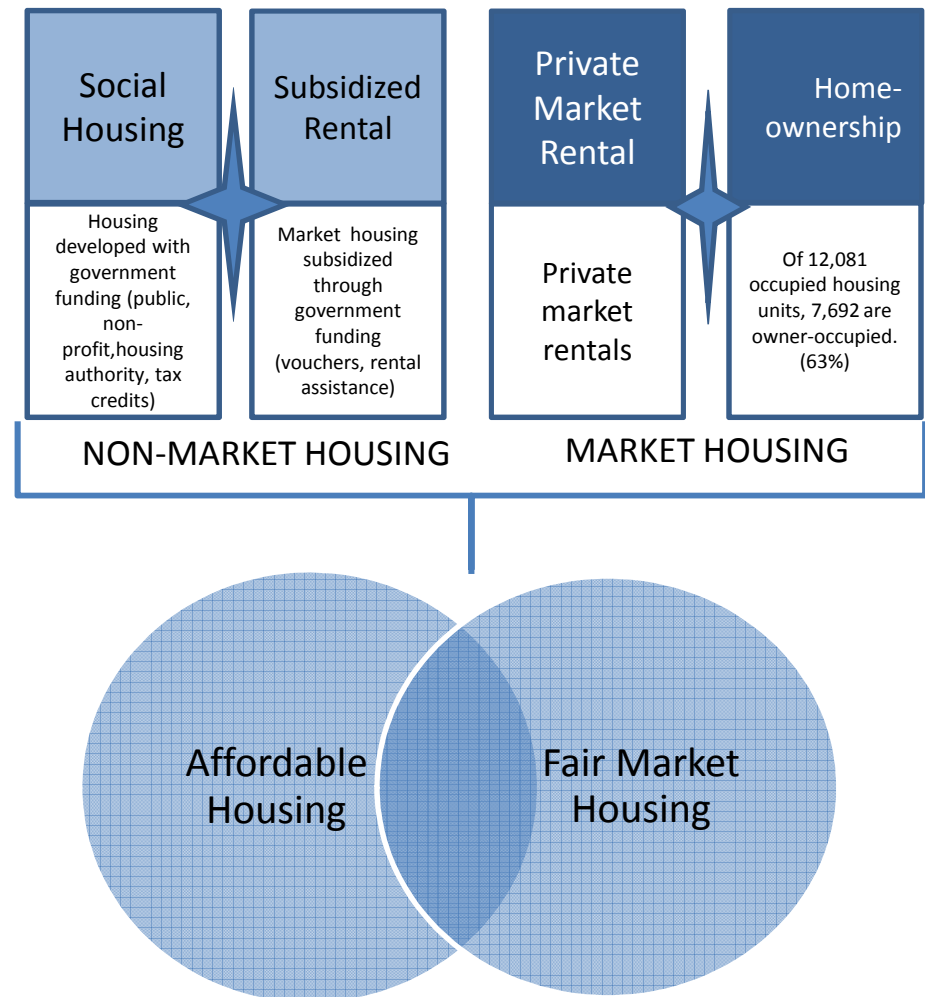 Social
Housing
Housing
developed with
government
funding (public,
non-
profit,housing
authority, tax
credits)
Subsidized
Rental
Market housing
subsidized
through
government
funding
(vouchers, rental
assistance)
Private
Market
Rental
Private
market
rentals
Home-
ownership
Of 12,081
occupied housing
units, 7,692 are
owner-occupied.
(63%)
NON-MARKET HOUSING
MARKET HOUSING
Affordable
Housing
Fair Market
Housing